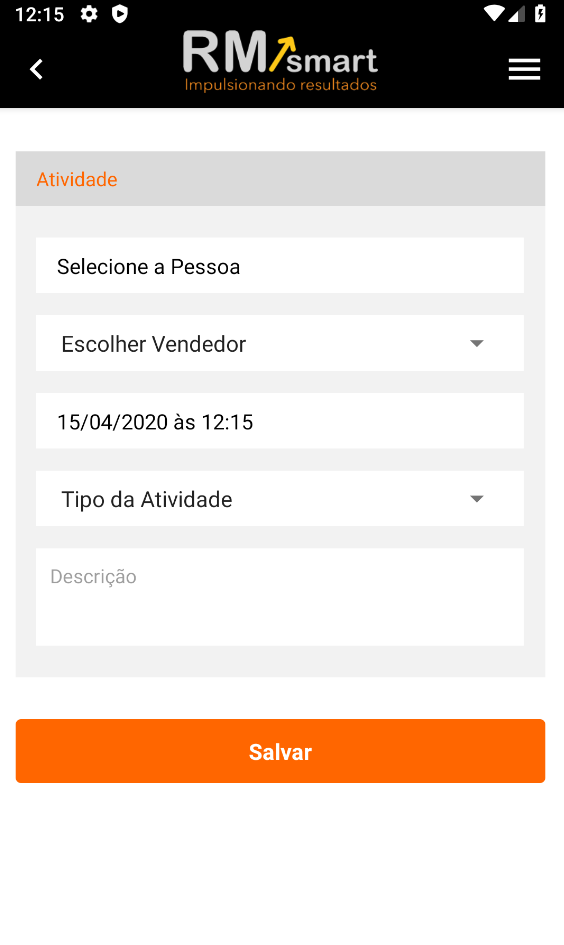 12:15
RM smart
Impulsionando resultados
Atividade
Selecione a Pessoa
Escolher Vendedor
15/04/2020 às 12:15
Tipo da Atividade
Descrição
Salvar